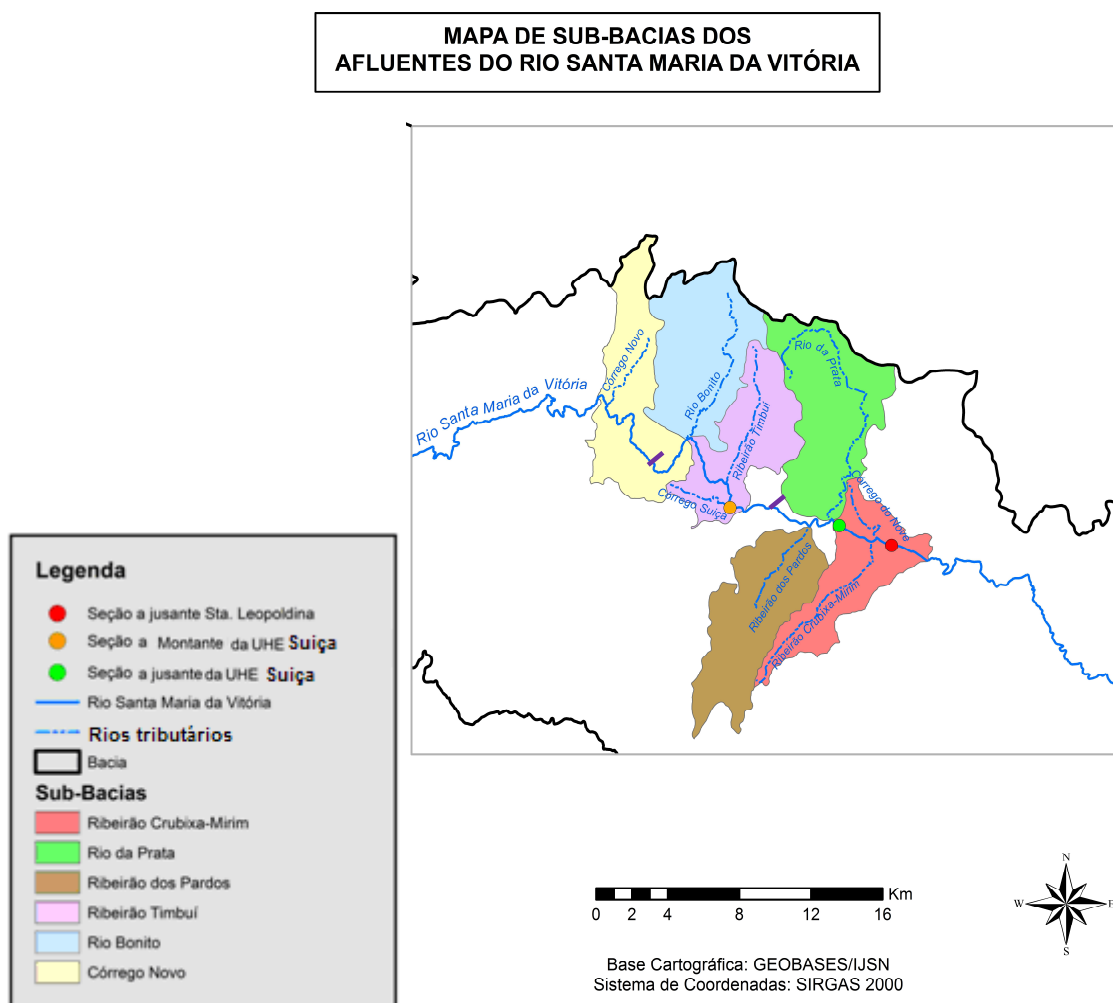 MAPA DE SUB-BACIAS DOS
AFLUENTES DO RIO SANTA MARIA DA VITÓRIA
Rio Santa Maria da Vitória
Córrego Novo
Rio Bonito
Ribeirão Timbuí
Rio da Prata
Córrego Suiça
Córrego do Nove
Ribeirão dos Pardos
Ribeirão Crubixa-Mirim
Legenda
Seção a jusante Sta. Leopoldina
Seção a Montante da UHE Suiça
Seção a jusante da UHE Suiça
Rio Santa Maria da Vitória
Rios tributários
Bacia
Sub-Bacias
Ribeirão Crubixa-Mirim
Rio da Prata
Ribeirão dos Pardos
Ribeirão Timbuí
Rio Bonito
Córrego Novo
Km
0 2 4 8 12 16
N
W E
S
Base Cartográfica: GEOBASES/IJSN
Sistema de Coordenadas: SIRGAS 2000